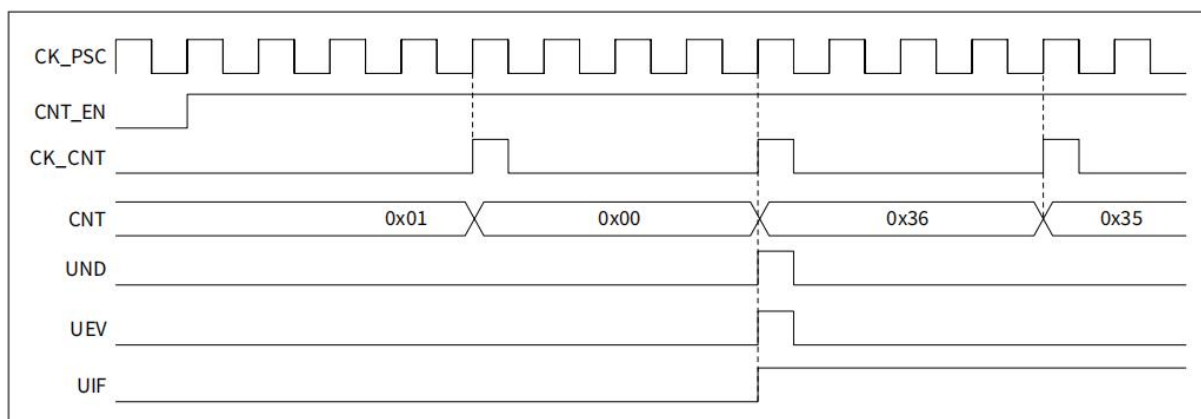 CK_PSC
CNT_EN
CK_CNT
CNT 0x01 0x00 0x36 0x35
UND
UEV
UIF